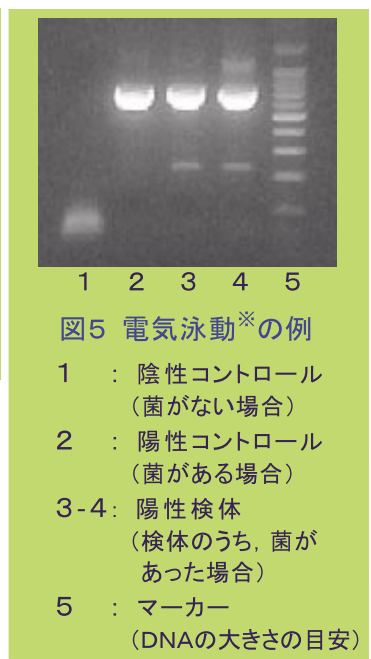 1 2 3 4 5
図5 電気泳動※の例
1 : 陰性コントロール
(菌がない場合)
2 : 陽性コントロール
(菌がある場合)
3-4: 陽性検体
(検体のうち,菌が
あった場合)
5 : マーカー
(DNAの大きさの目安)